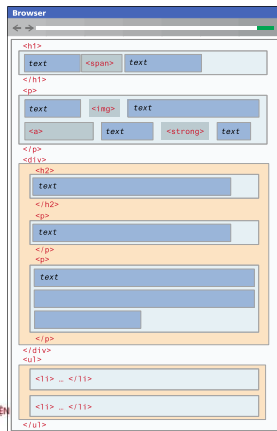 Browser
<h1>
text <span> text
</h1>
<p>
text <img> text
<a> text <strong> text
</p>
<div>
<h2>
text
</h2>
<p>
text
</p>
<p>
text
</p>
</div>
<ul>
<li> … </li>
<li> … </li>
</ul>